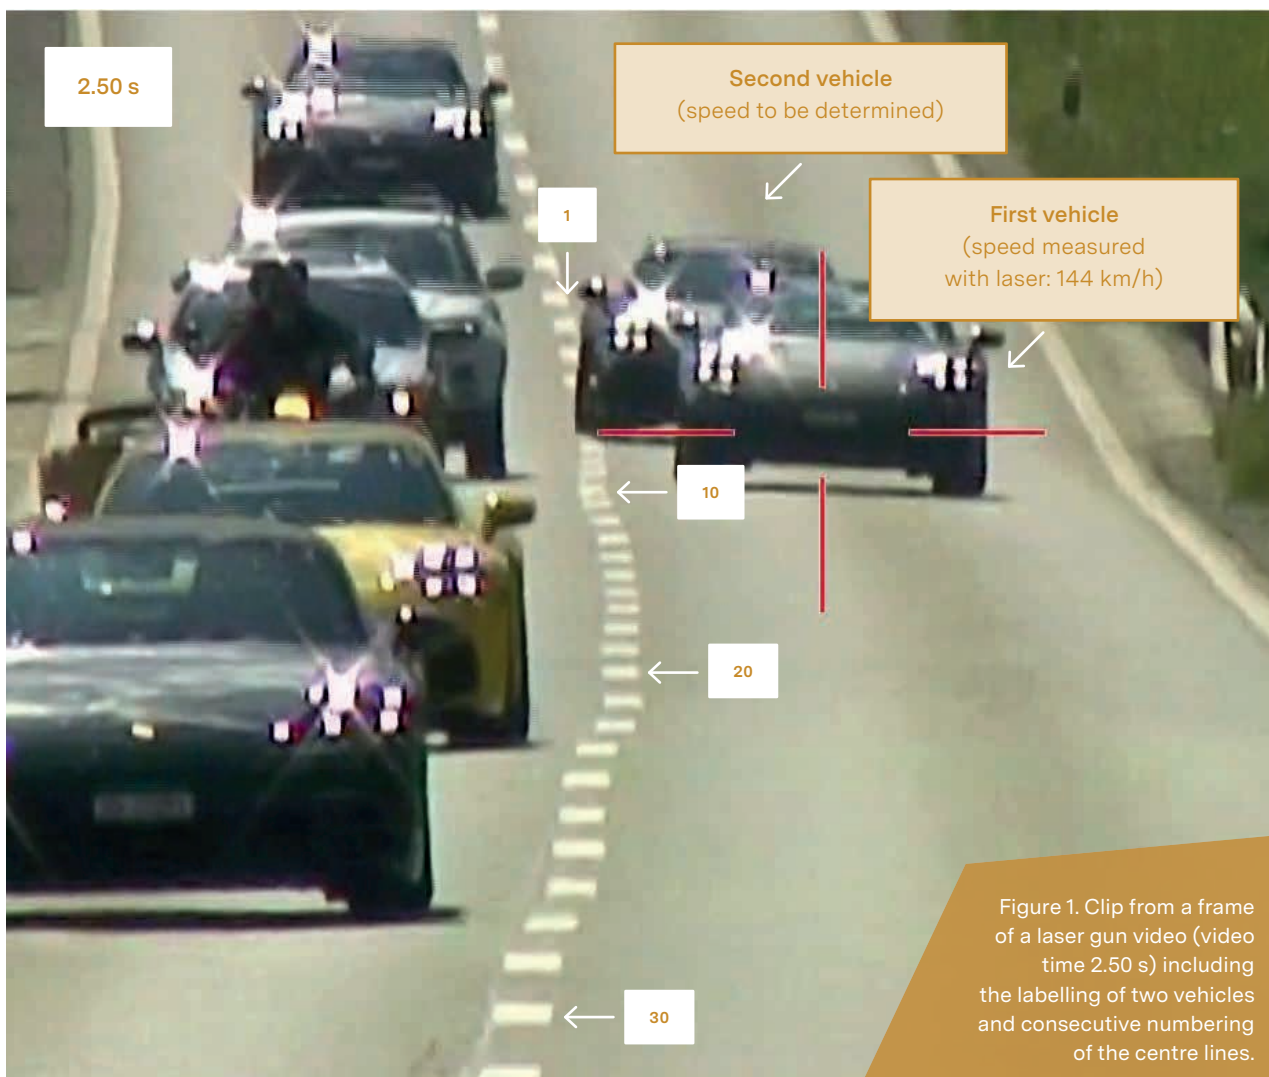 2.50 s
Second vehicle
(speed to be determined)
1
First vehicle
(speed measured
with laser: 144 km/h)
10
20
30
Figure 1. Clip from a frame
of a laser gun video (video
time 2.50 s) including
the labelling of two vehicles
and consecutive numbering
of the centre lines.